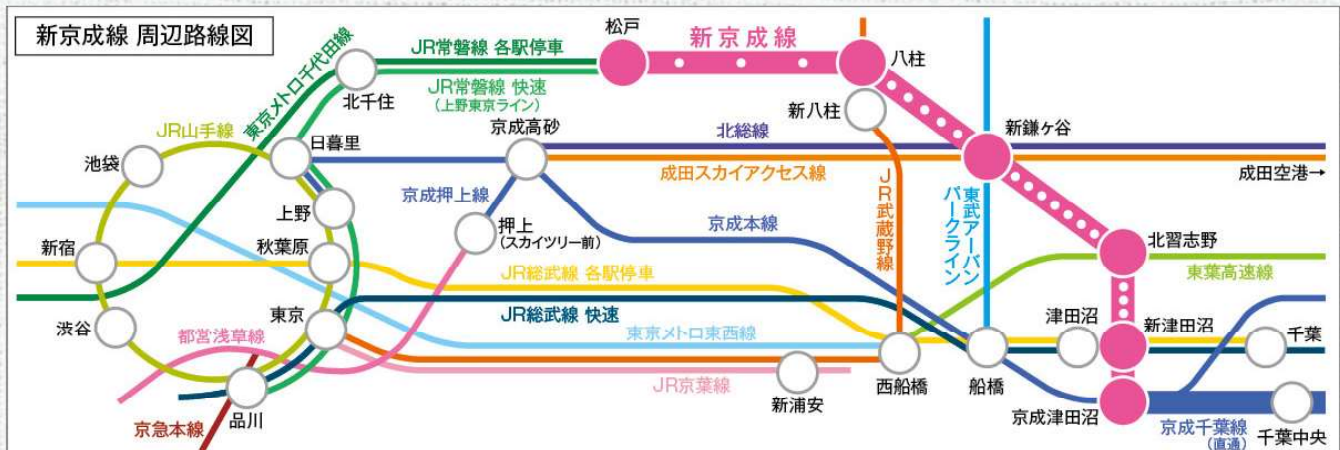 新京成線 周辺路線図
松戸
新京成線
八柱
JR常磐線 各駅停車
JR常磐線 快速
(上野東京ライン)
東京メトロ千代田線
北千住
新八柱
JR山手線
日暮里
京成高砂
北総線
新鎌ヶ谷
池袋
成田スカイアクセス線
成田空港→
京成押上線
上野
押上
(スカイツリー前)
京成本線
JR武蔵野線
東武アーバン
パークライン
北習志野
新宿
秋葉原
JR総武線 各駅停車
東葉高速線
JR総武線 快速
東京
渋谷
都営浅草線
東京メトロ東西線
津田沼
新津田沼
千葉
JR京葉線
新浦安
西船橋
船橋
品川
京急本線
京成津田沼
京成千葉線
(直通)
千葉中央